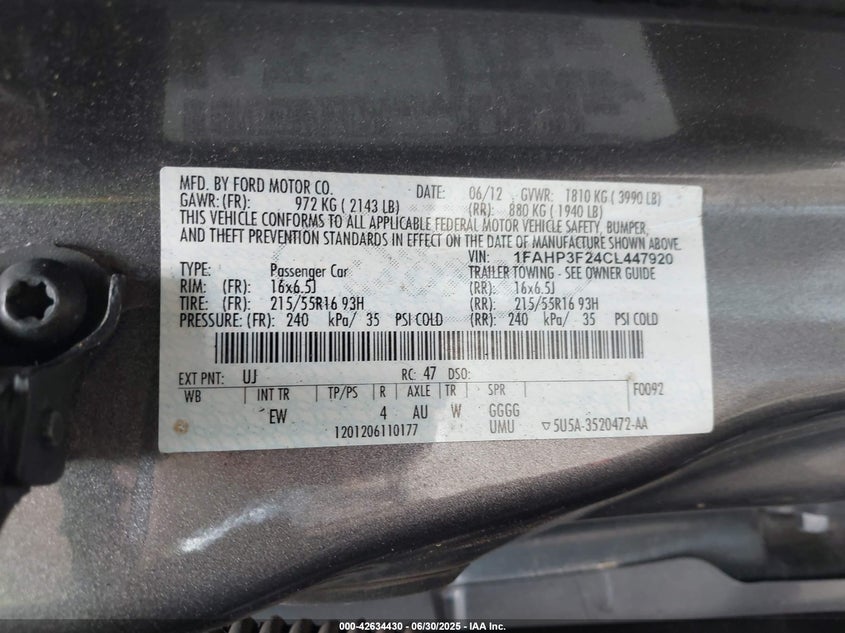 MFD. BY FORD MOTOR CO. DATE: 06/12 GVWR: 1810 KG ( 3990 LB)
GAWR: (FR): 972 KG ( 2143 LB) (RR): 880 KG ( 1940 LB)
THIS VEHICLE CONFORMS TO ALL APPLICABLE FEDERAL MOTOR VEHICLE SAFETY, BUMPER,
AND THEFT PREVENTION STANDARDS IN EFFECT ON THE DATE OF MANUFACTURE SHOWN ABOVE.
VIN: 1FAHP3F24CL447920
TYPE: Passenger Car TRAILER TOWING - SEE OWNER GUIDE
RIM: (FR): 16x6.5J (RR): 16x6.5J
TIRE: (FR): 215/55R16 93H (RR): 215/55R16 93H
PRESSURE: (FR): 240 kPa/ 35 PSI COLD (RR): 240 kPa/ 35 PSI COLD
EXT PNT: UJ RC: 47 DSO:
WB INT TR TP/PS R AXLE TR SPR F0092
EW 4 AU W GGGG
1201206110177 UMU ▽5U5A-3520472-AA
000-42634430 - 06/30/2025 - IAA Inc.